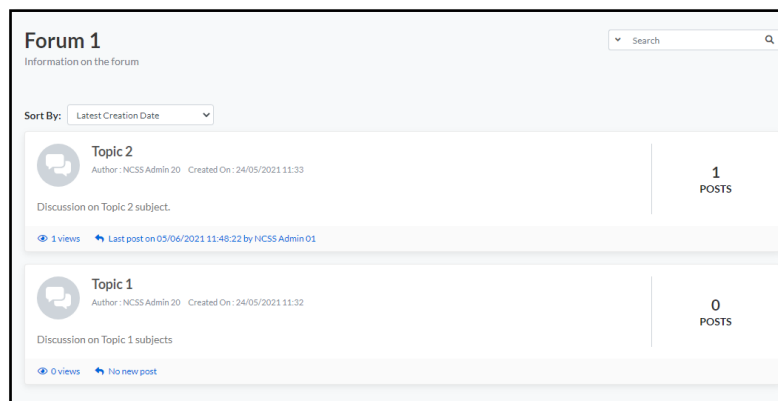 Forum 1
Search
Information on the forum
Sort By: Latest Creation Date
Topic 2
Author : NCSS Admin 20 Created On : 24/05/2021 11:33
1
POSTS
Discussion on Topic 2 subject.
1 views Last post on 05/06/2021 11:48:22 by NCSS Admin 01
Topic 1
Author : NCSS Admin 20 Created On : 24/05/2021 11:32
0
POSTS
Discussion on Topic 1 subjects
0 views No new post